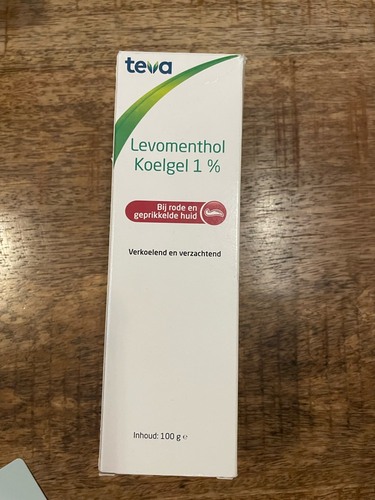 teva
Levomenthol
Koelgel 1 %
Bij rode en
geprikkelde huid
Verkoelend en verzachtend
Inhoud: 100 g ℮